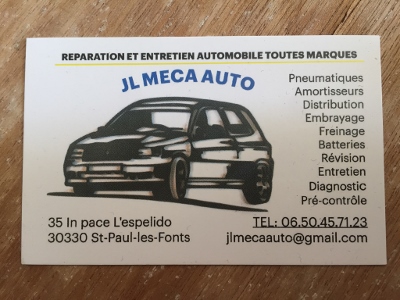 REPARATION ET ENTRETIEN AUTOMOBILE TOUTES MARQUES
JL MECA AUTO
Pneumatiques
Amortisseurs
Distribution
Embrayage
Freinage
Batteries
Révision
Entretien
Diagnostic
Pré-contrôle
35 In pace L'espelido
30330 St-Paul-les-Fonts
TEL: 06.50.45.71.23
jlmecaauto@gmail.com